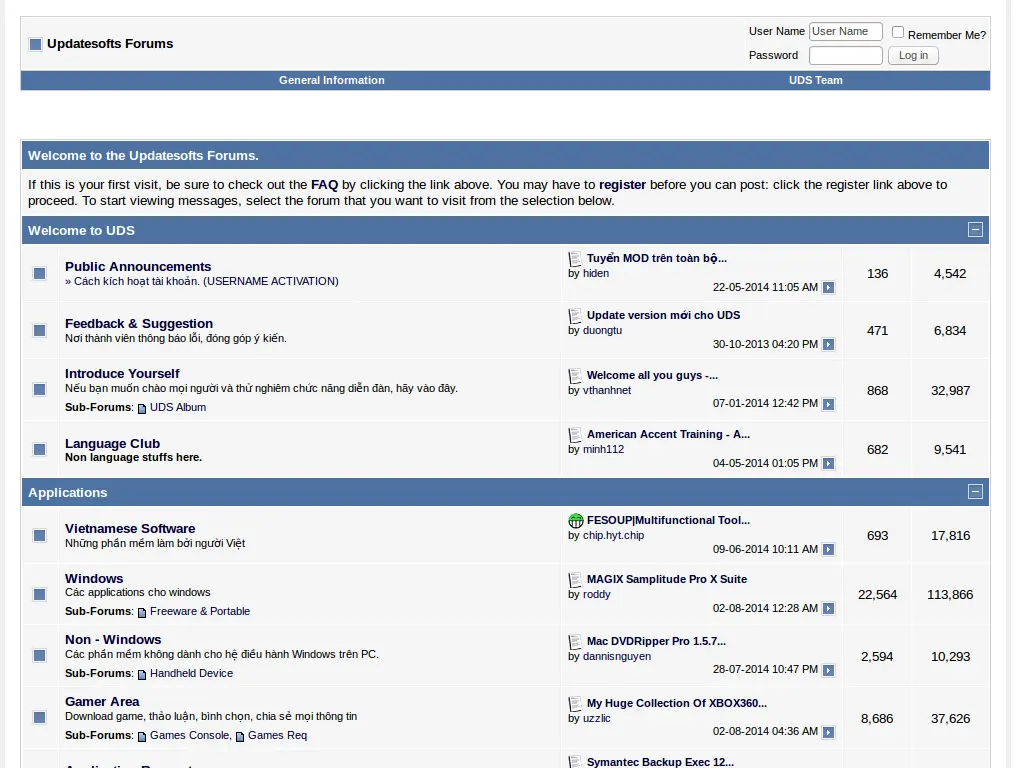 Updatesofts Forums
User Name User Name Remember Me?
Password Log in
General Information UDS Team
Welcome to the Updatesofts Forums.
If this is your first visit, be sure to check out the FAQ by clicking the link above. You may have to register before you can post: click the register link above to
proceed. To start viewing messages, select the forum that you want to visit from the selection below.
Welcome to UDS
Public Announcements
» Cách kích hoạt tài khoản. (USERNAME ACTIVATION)
Tuyển MOD trên toàn bộ...
by hiden
22-05-2014 11:05 AM
136 4,542
Feedback & Suggestion
Nơi thành viên thông báo lỗi, đóng góp ý kiến.
Update version mới cho UDS
by duongtu
30-10-2013 04:20 PM
471 6,834
Introduce Yourself
Nếu bạn muốn chào mọi người và thử nghiêm chức năng diễn đàn, hãy vào đây.
Sub-Forums: UDS Album
Welcome all you guys -...
by vthanhnet
07-01-2014 12:42 PM
868 32,987
Language Club
Non language stuffs here.
American Accent Training - A...
by minh112
04-05-2014 01:05 PM
682 9,541
Applications
Vietnamese Software
Những phần mềm làm bởi người Việt
FESOUP|Multifunctional Tool...
by chip.hyt.chip
09-06-2014 10:11 AM
693 17,816
Windows
Các applications cho windows
Sub-Forums: Freeware & Portable
MAGIX Samplitude Pro X Suite
by roddy
02-08-2014 12:28 AM
22,564 113,866
Non - Windows
Các phần mềm không dành cho hệ điều hành Windows trên PC.
Sub-Forums: Handheld Device
Mac DVDRipper Pro 1.5.7...
by dannisnguyen
28-07-2014 10:47 PM
2,594 10,293
Gamer Area
Download game, thảo luận, bình chọn, chia sẻ mọi thông tin
Sub-Forums: Games Console, Games Req
My Huge Collection Of XBOX360...
by uzzlic
02-08-2014 04:36 AM
8,686 37,626
Symantec Backup Exec 12...